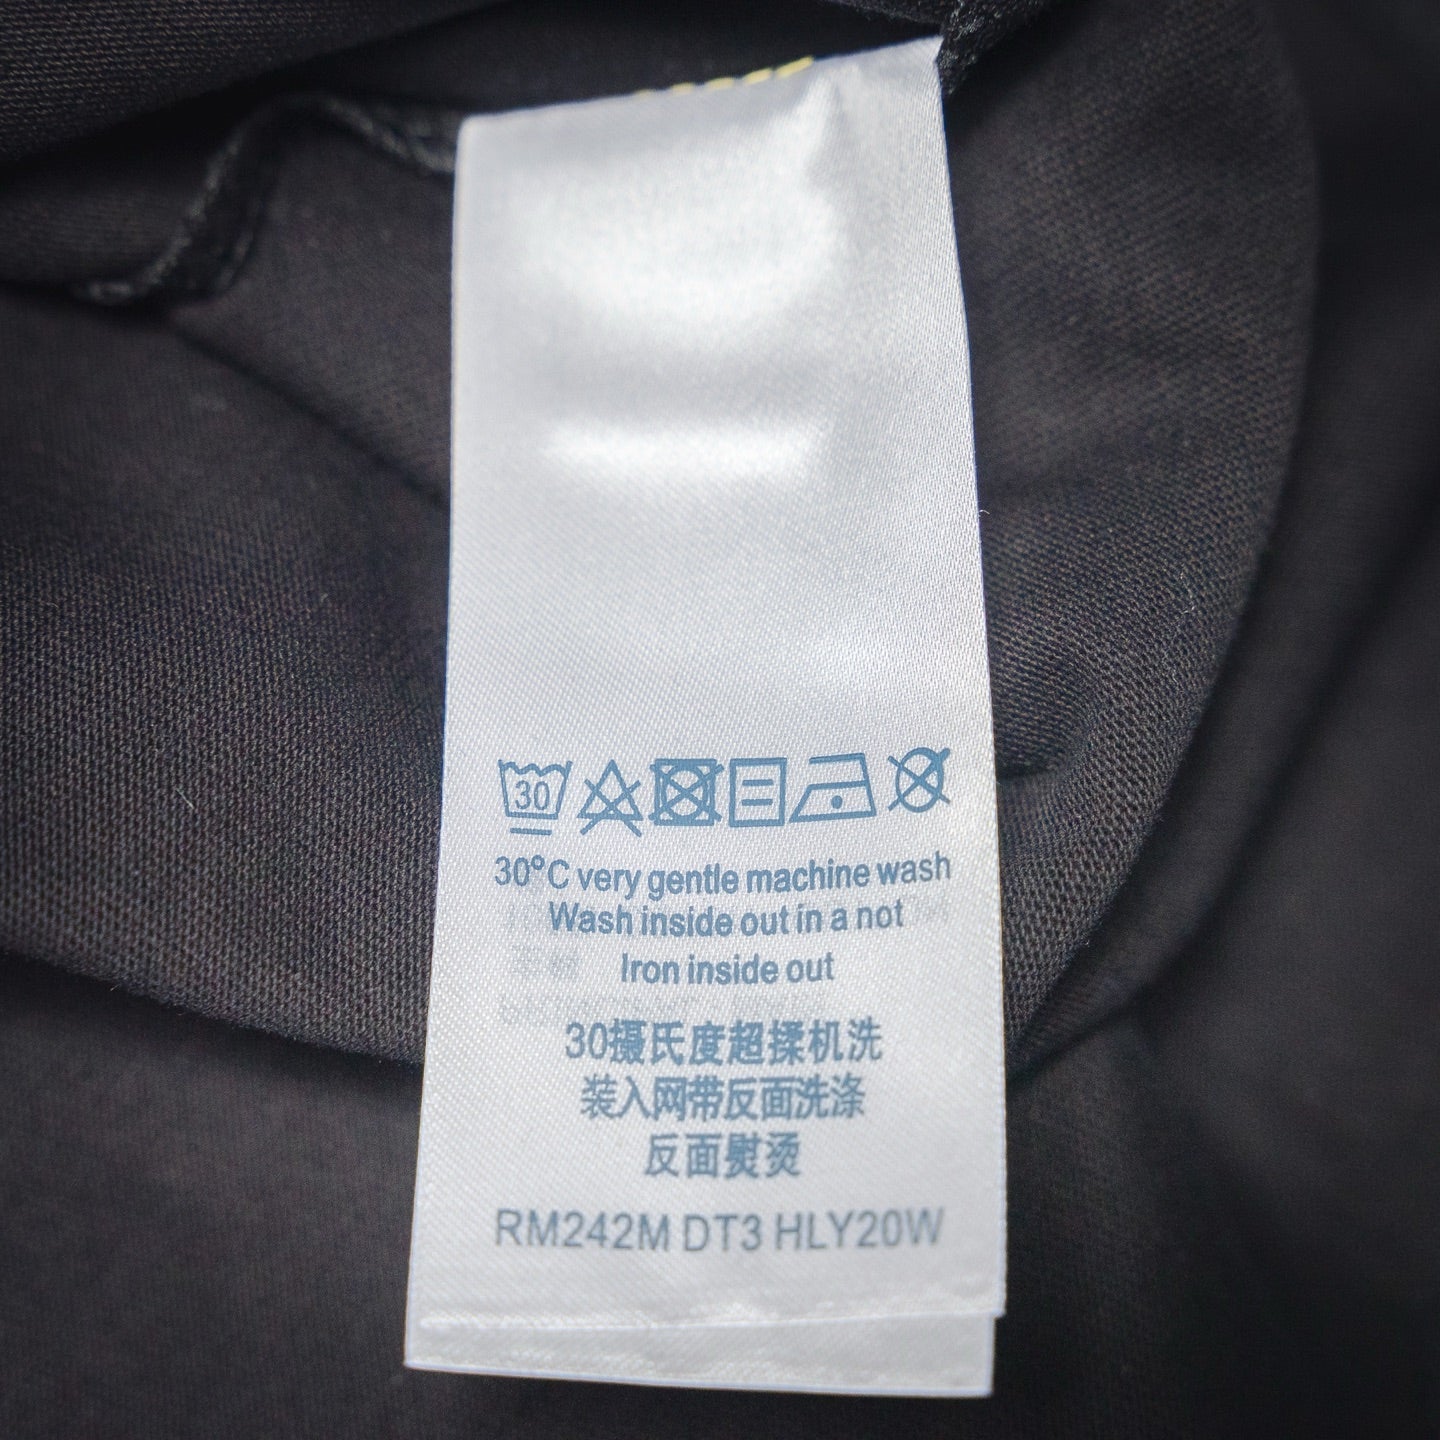 30
30°C very gentle machine wash
Wash inside out in a not
Iron inside out
30摄氏度超揉机洗
装入网带反面洗涤
反面熨烫
RM242M DT3 HLY20W